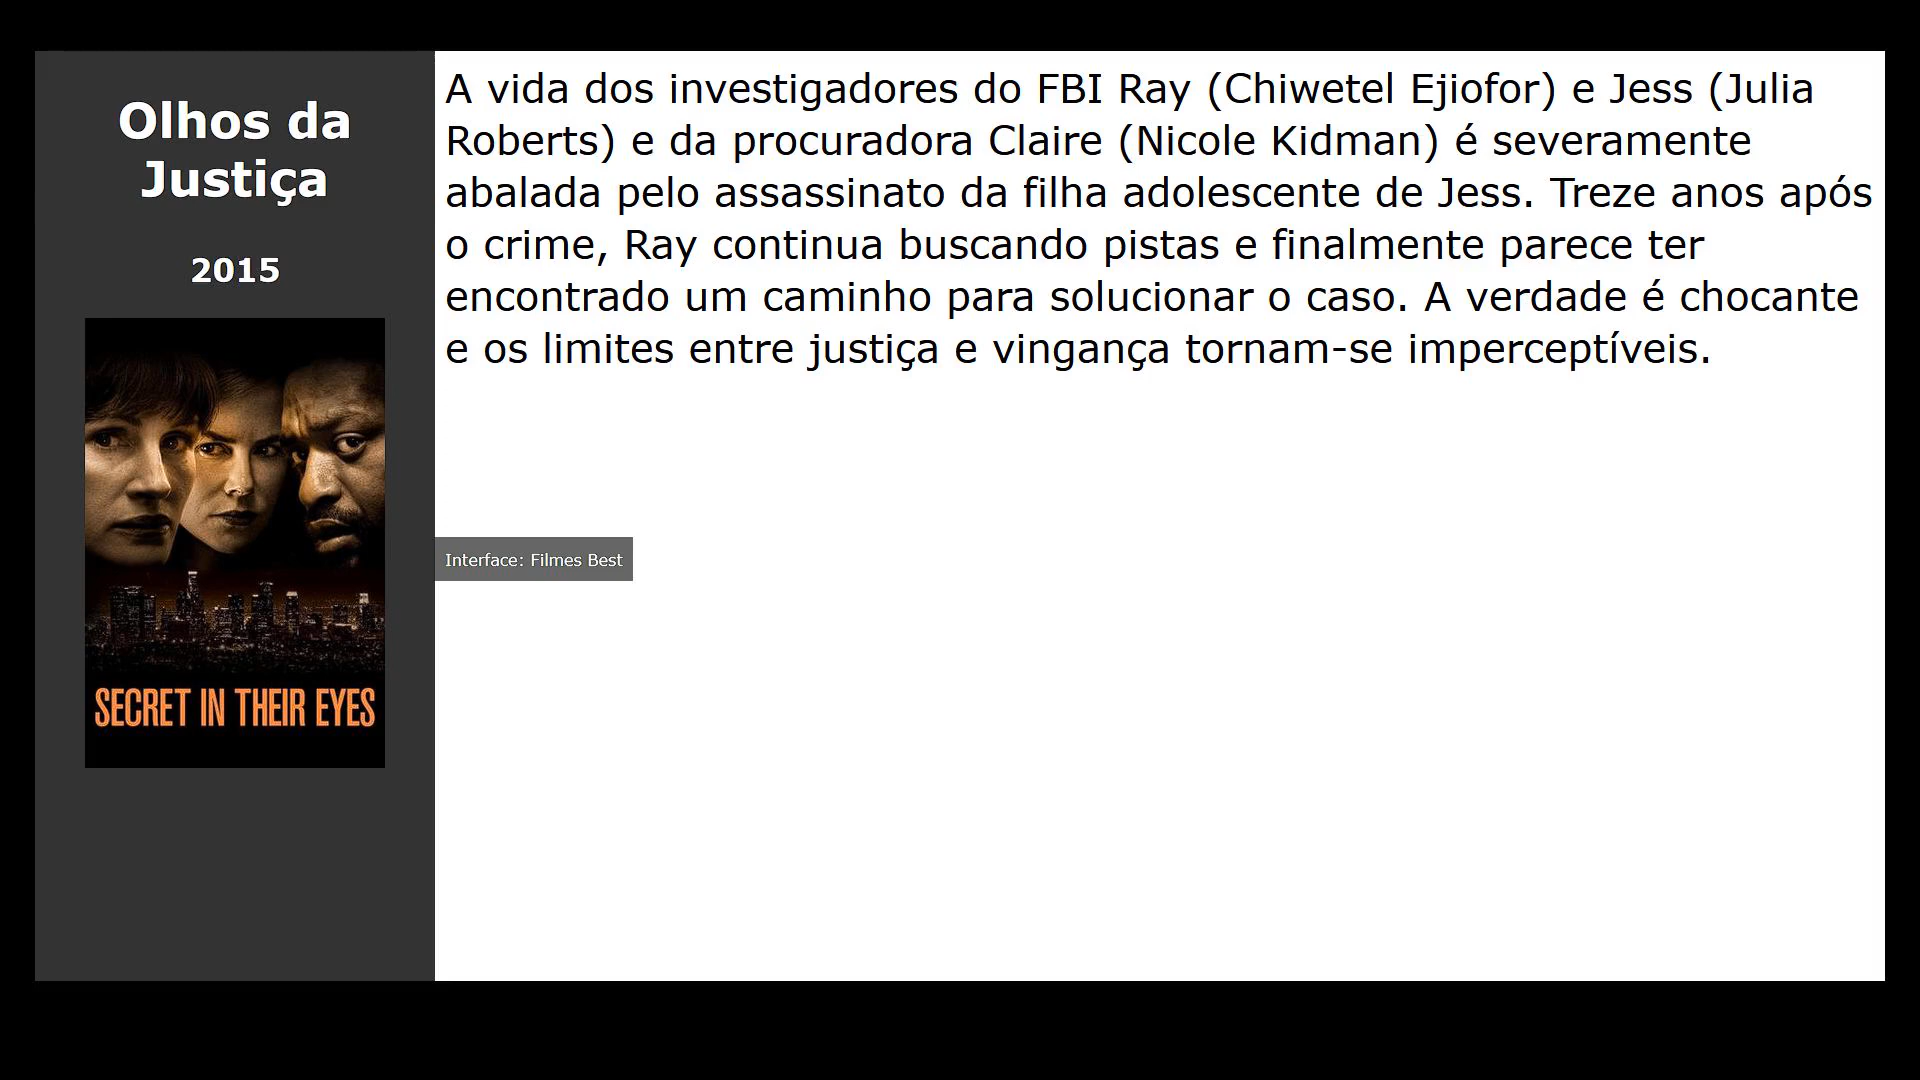 Olhos da
Justiça
2015
SECRET IN THEIR EYES
A vida dos investigadores do FBI Ray (Chiwetel Ejiofor) e Jess (Julia
Roberts) e da procuradora Claire (Nicole Kidman) é severamente
abalada pelo assassinato da filha adolescente de Jess. Treze anos após
o crime, Ray continua buscando pistas e finalmente parece ter
encontrado um caminho para solucionar o caso. A verdade é chocante
e os limites entre justiça e vingança tornam-se imperceptíveis.
Interface: Filmes Best